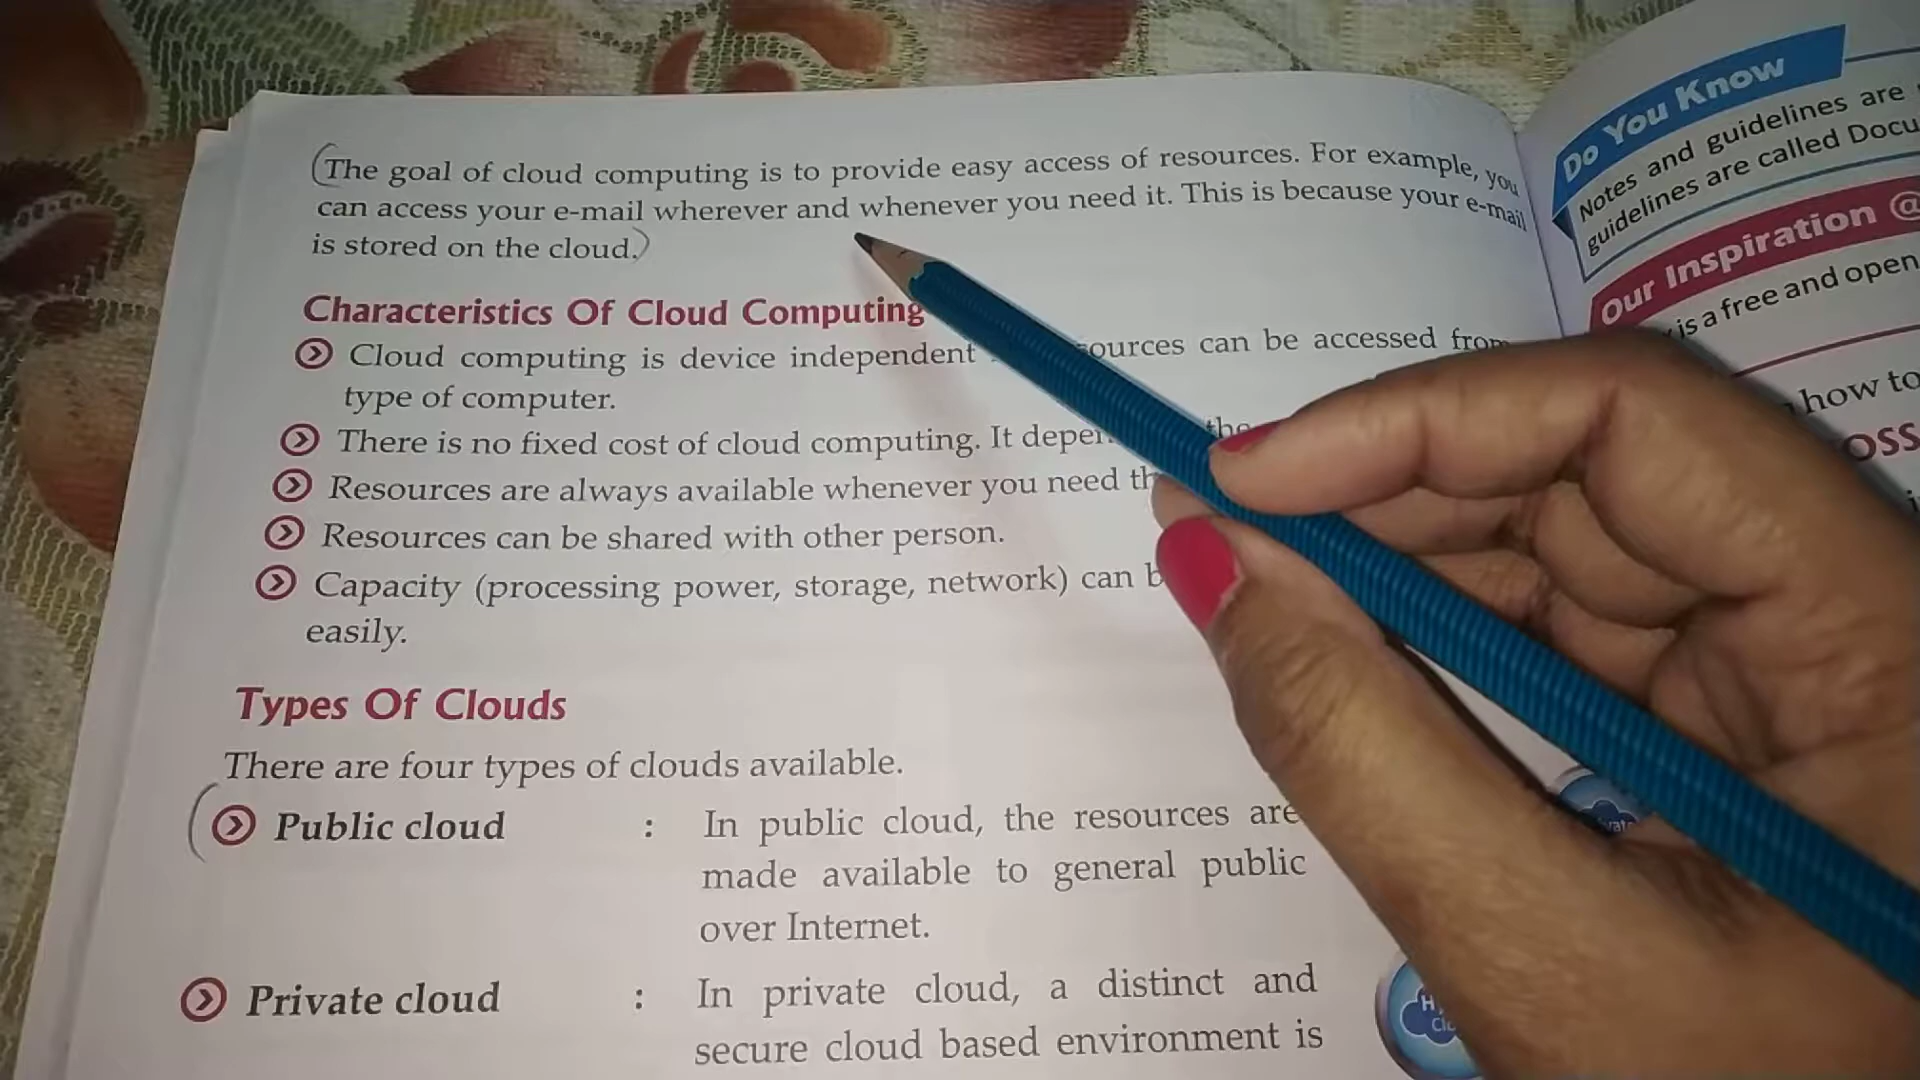 The goal of cloud computing is to provide easy access of resources. For example, you
can access your e-mail wherever and whenever you need it. This is because your e-mail
is stored on the cloud.
Characteristics Of Cloud Computing
Cloud computing is device independent ources can be accessed from
type of computer.
There is no fixed cost of cloud computing. It depen the
Resources are always available whenever you need th
Resources can be shared with other person.
Capacity (processing power, storage, network) can b
easily.
Types Of Clouds
There are four types of clouds available.
Public cloud : In public cloud, the resources are
made available to general public
over Internet.
Private cloud : In private cloud, a distinct and
secure cloud based environment is
Do You Know
Notes and guidelines are
guidelines are called Docu
Our Inspiration @
is a free and open
how to
OSS